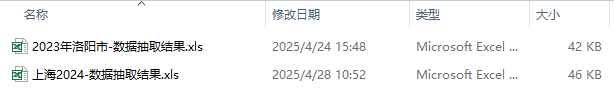 名称 修改日期 类型 大小
2023年洛阳市-数据抽取结果.xls 2025/4/24 15:48 Microsoft Excel ... 42 KB
上海2024-数据抽取结果.xls 2025/4/28 10:52 Microsoft Excel ... 46 KB